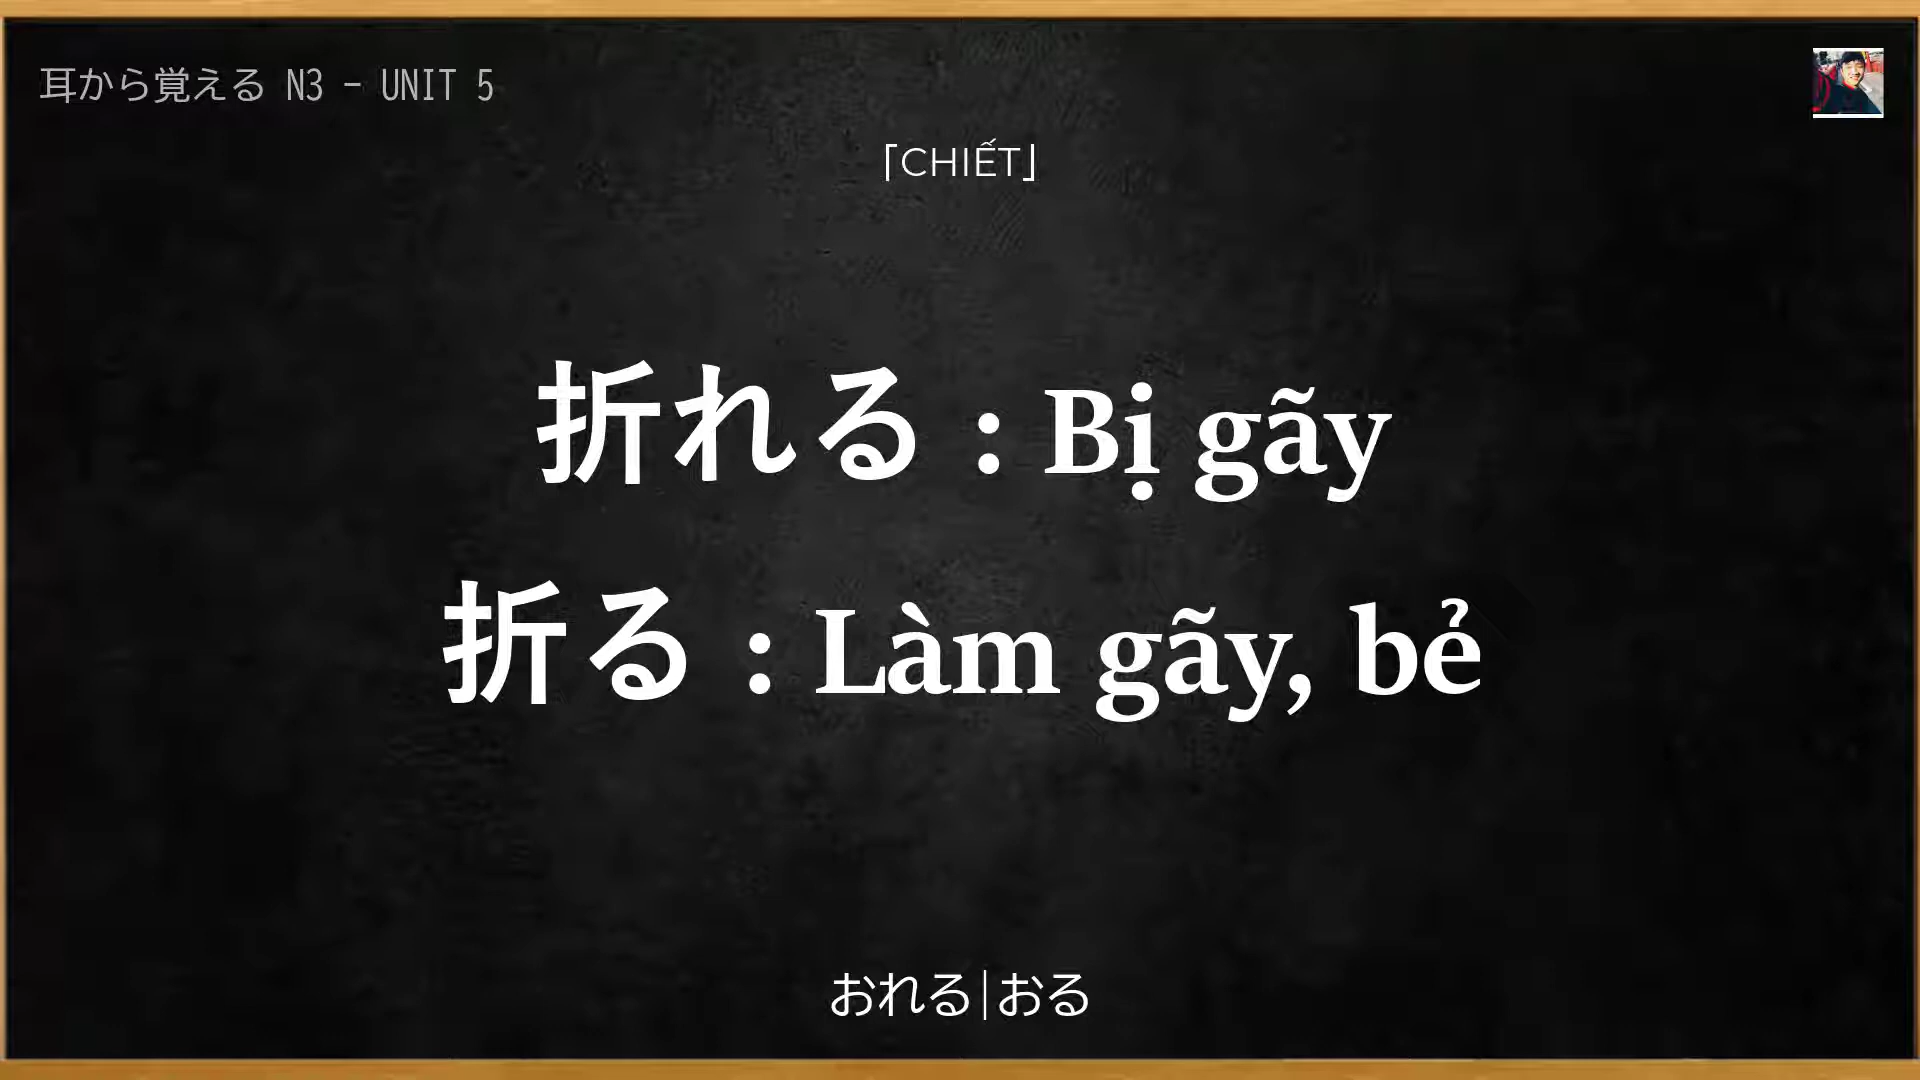 耳から覚える N3 - UNIT 5
「CHIẾT」
折れる : Bị gãy
折る : Làm gãy, bẻ
おれる|おる